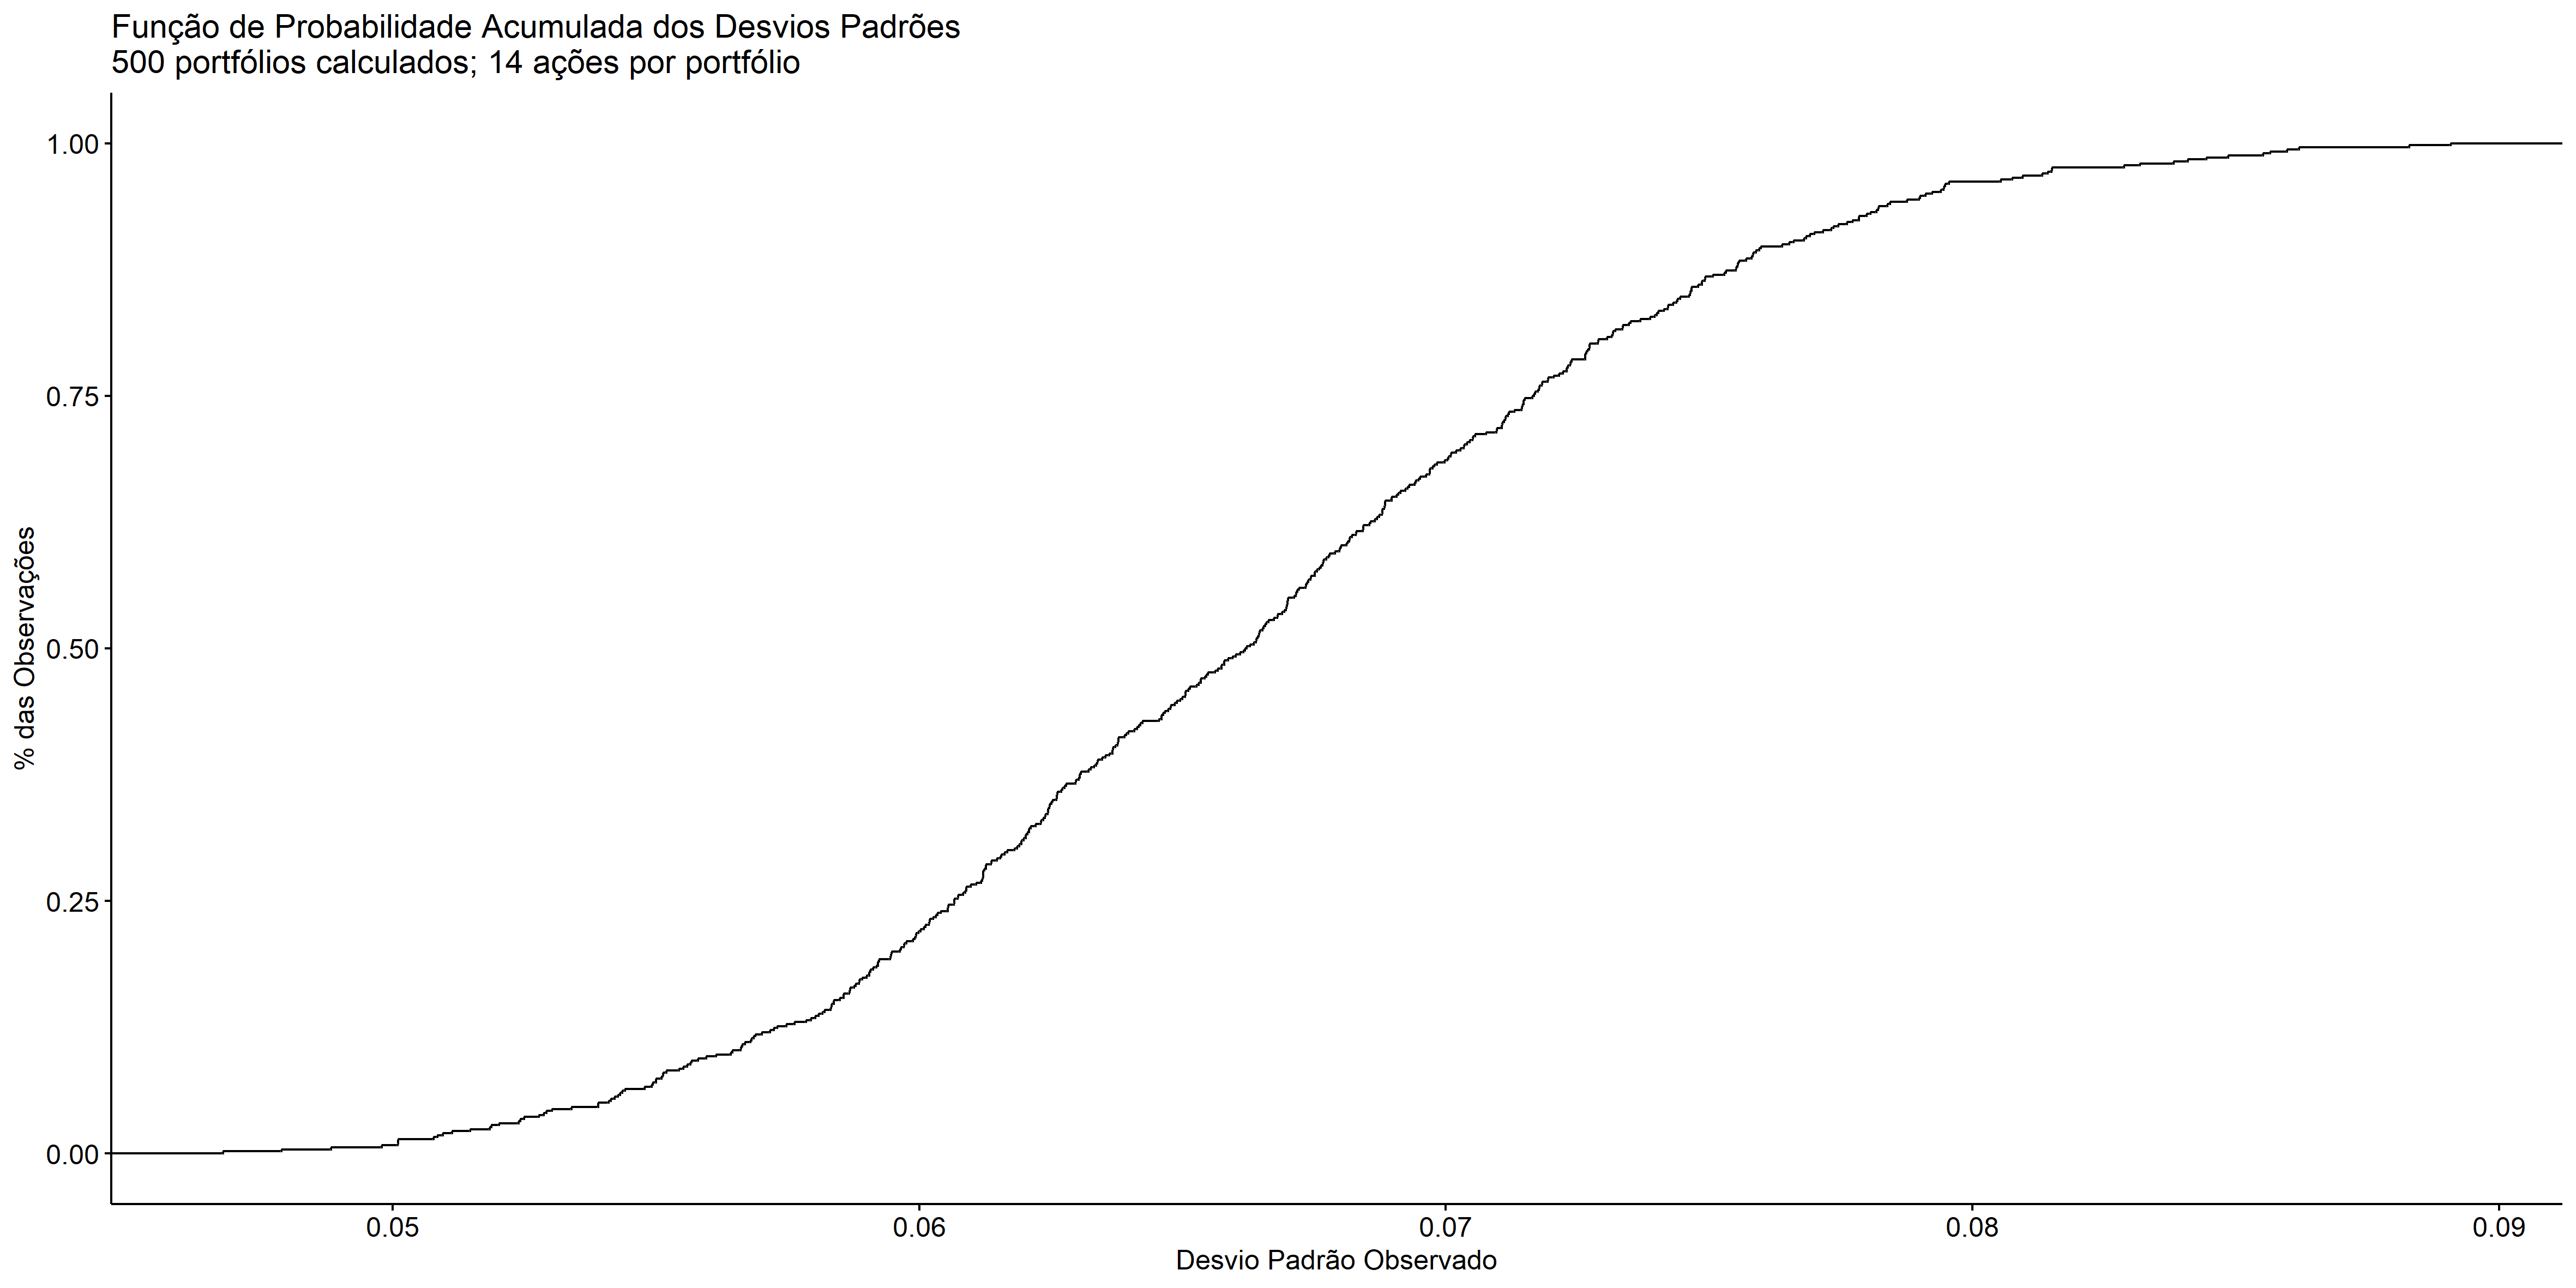 Função de Probabilidade Acumulada dos Desvios Padrões
500 portfólios calculados; 14 ações por portfólio
1.00
0.75
0.50
0.25
0.00
% das Observações
0.05
0.06
0.07
0.08
0.09
Desvio Padrão Observado